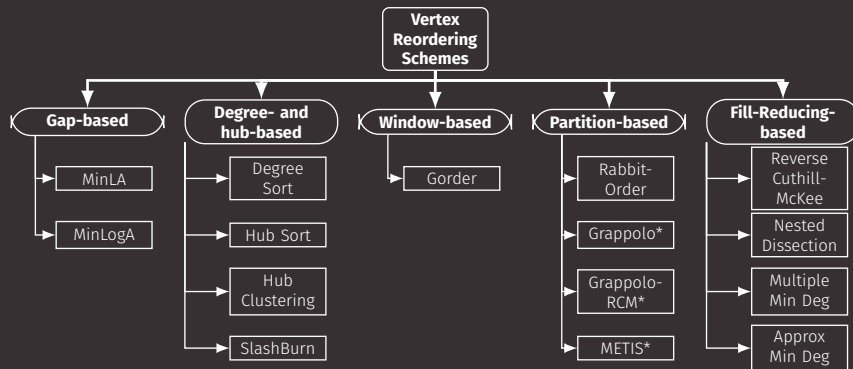 Vertex
Reordering
Schemes
Gap-based
MinLA
MinLogA
Degree- and
hub-based
Degree
Sort
Hub Sort
Hub
Clustering
SlashBurn
Window-based
Gorder
Partition-based
Rabbit-
Order
Grappolo*
Grappolo-
RCM*
METIS*
Fill-Reducing-
based
Reverse
Cuthill-
McKee
Nested
Dissection
Multiple
Min Deg
Approx
Min Deg